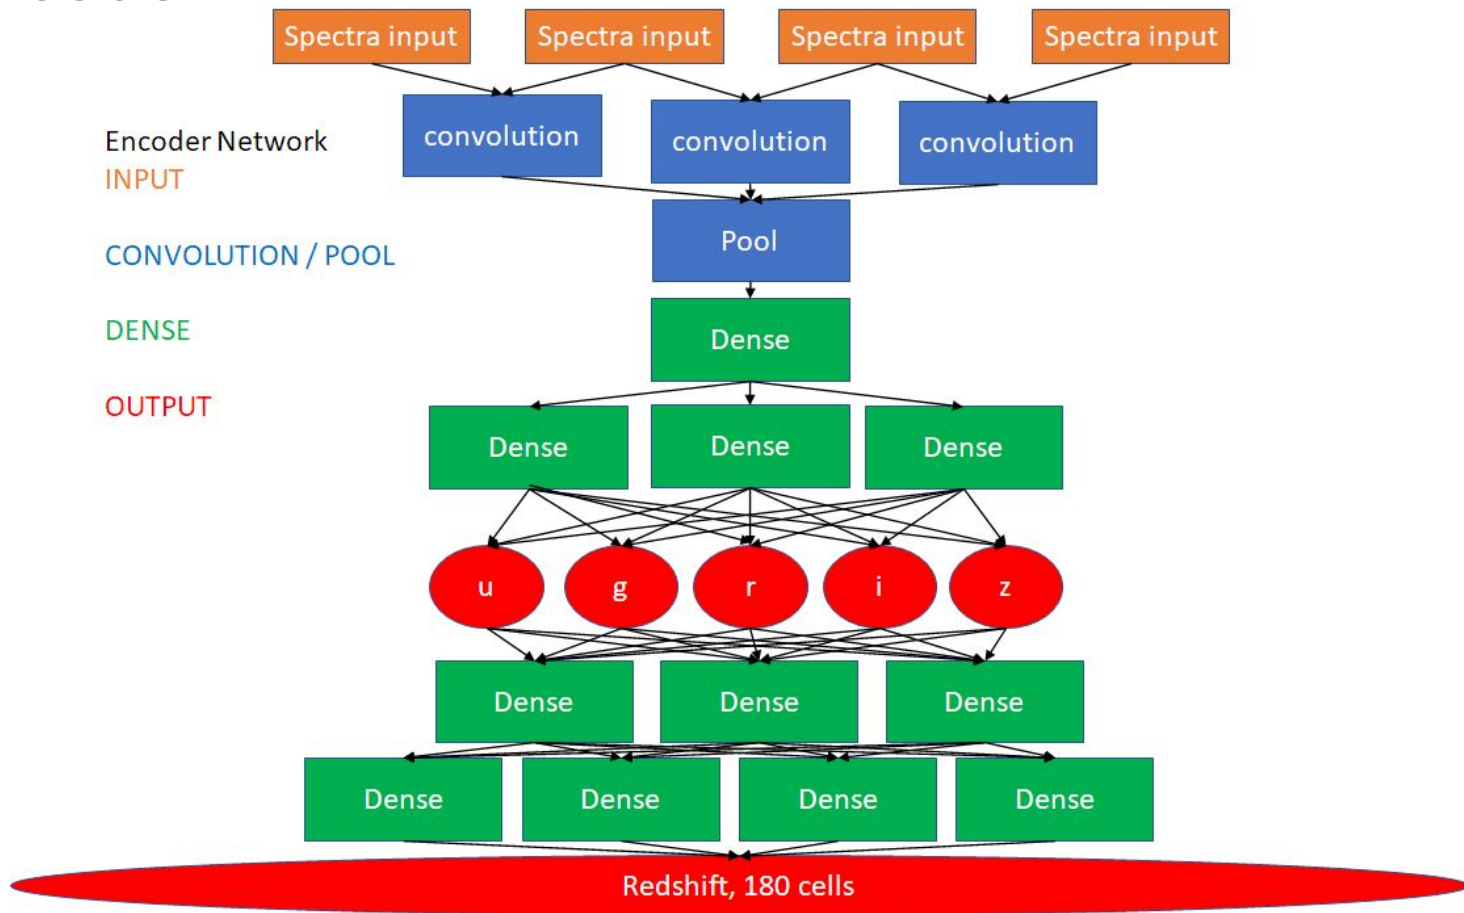 Spectra input
Spectra input
Spectra input
Spectra input
convolution
convolution
convolution
Encoder Network
INPUT
Pool
CONVOLUTION / POOL
DENSE
Dense
OUTPUT
Dense
Dense
Dense
u
g
r
i
z
Dense
Dense
Dense
Dense
Dense
Dense
Dense
Redshift, 180 cells